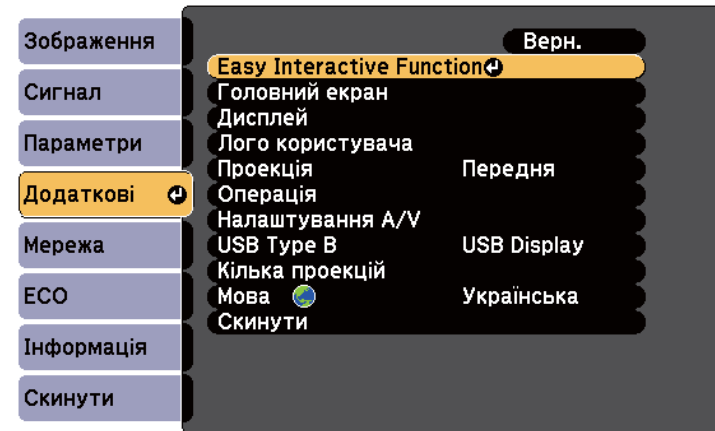 Зображення
Сигнал
Параметри
Додаткові
Мережа
ECO
Інформація
Скинути
Верн.
Easy Interactive Function
Головний екран
Дисплей
Лого користувача
Проекція Передня
Операція
Налаштування A/V
USB Type B USB Display
Кілька проекцій
Мова Українська
Скинути